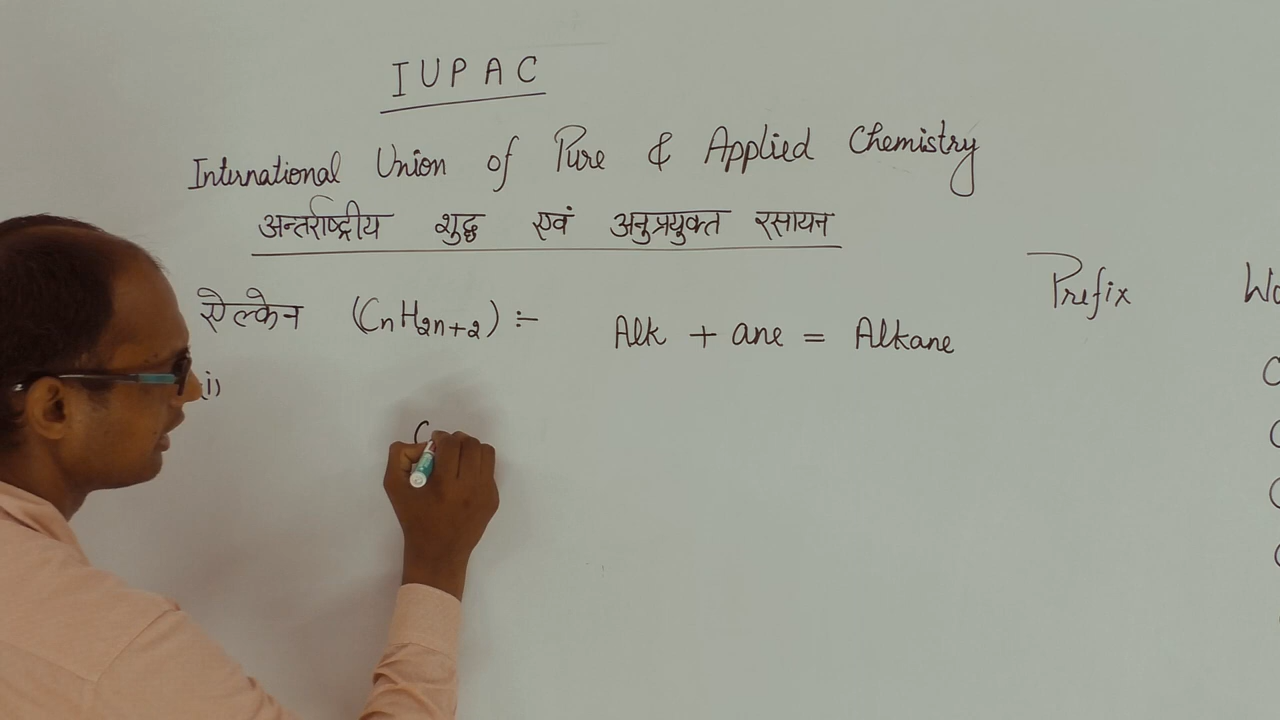 IUPAC
International Union of Pure & Applied Chemistry
अन्तर्राष्ट्रीय शुद्ध एवं अनुप्रयुक्त रसायन
ऐल्केन (CnH2n+2) :- Alk + ane = Alkane
Prefix
(i)
C